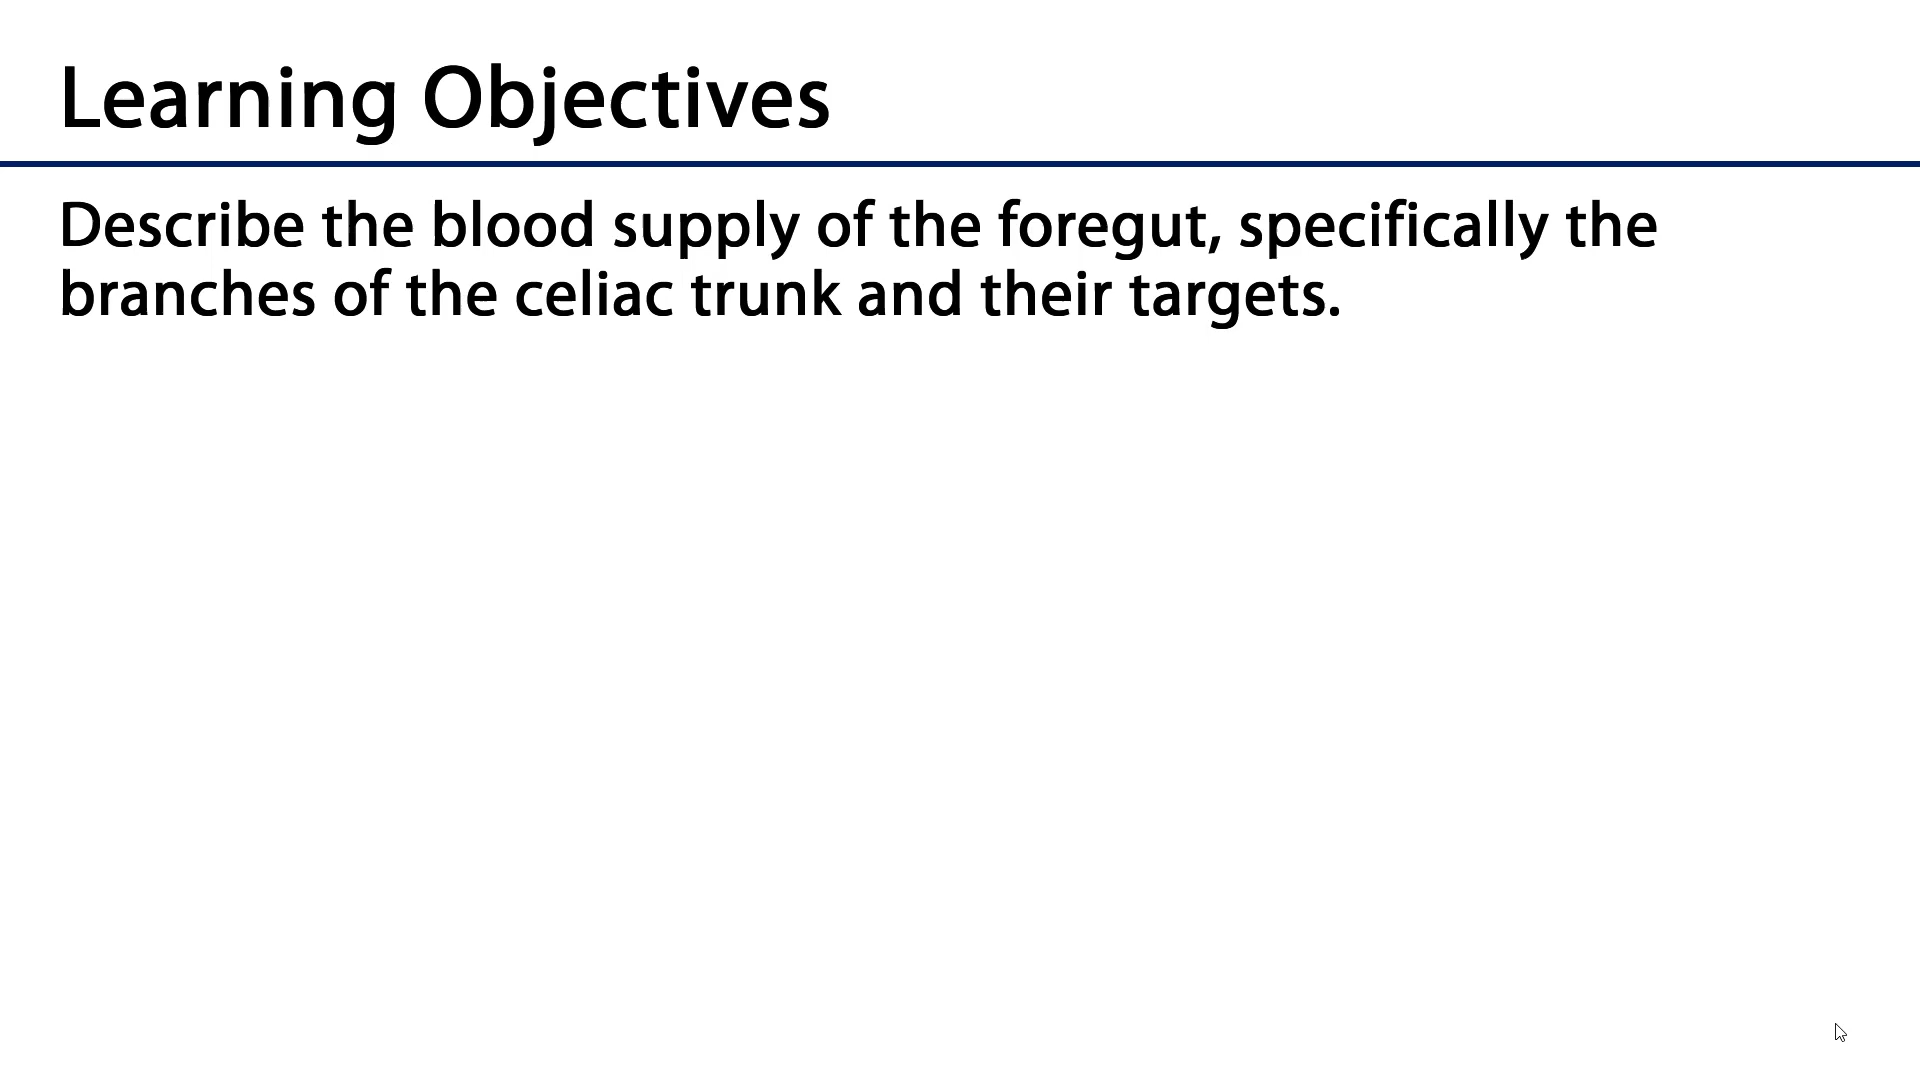 Learning Objectives
Describe the blood supply of the foregut, specifically the
branches of the celiac trunk and their targets.